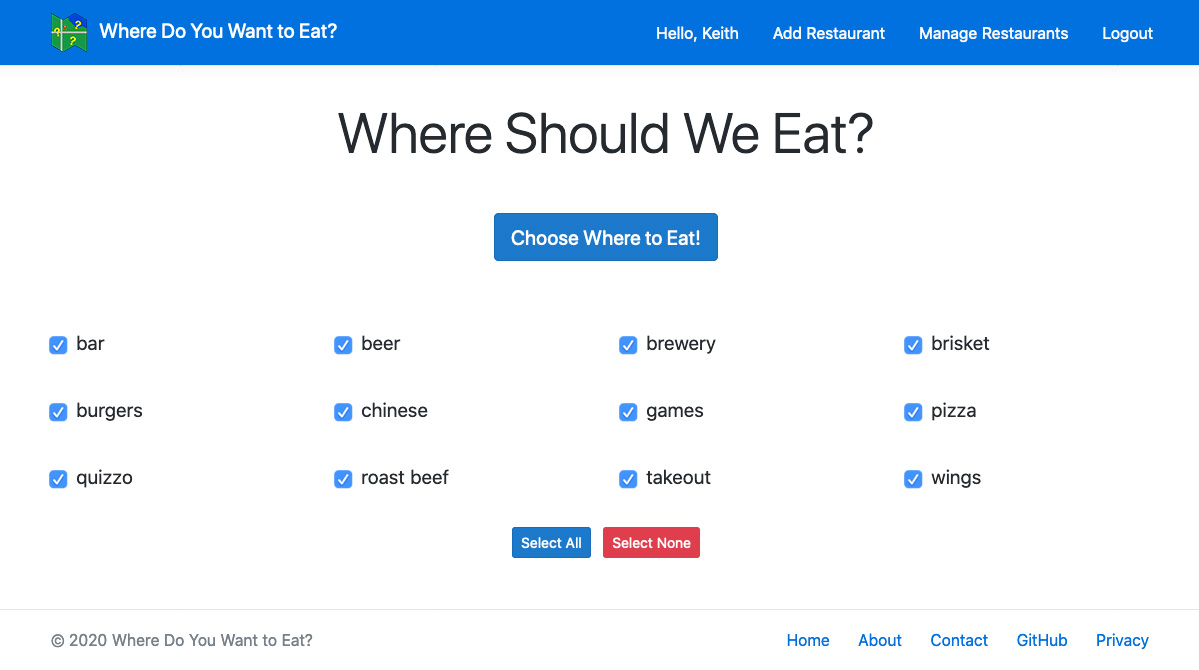 Where Do You Want to Eat? Hello, Keith Add Restaurant Manage Restaurants Logout
Where Should We Eat?
Choose Where to Eat!
bar beer brewery brisket
burgers chinese games pizza
quizzo roast beef takeout wings
Select All Select None
© 2020 Where Do You Want to Eat? Home About Contact GitHub Privacy